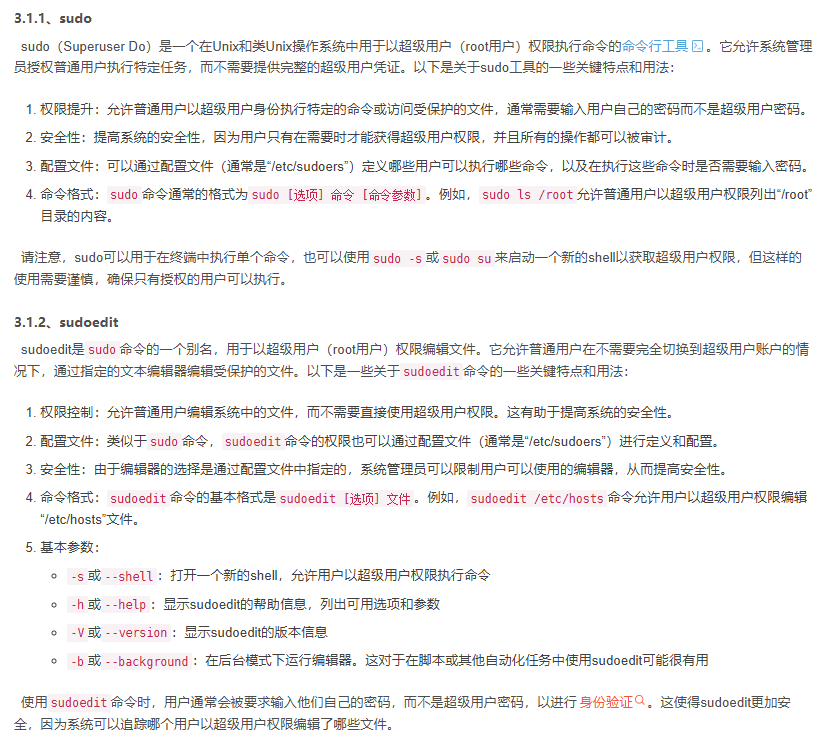 3.1.1、sudo
sudo（Superuser Do）是一个在Unix和类Unix操作系统中用于以超级用户（root用户）权限执行命令的命令行工具。它允许系统管理
员授权普通用户执行特定任务，而不需要提供完整的超级用户凭证。以下是关于sudo工具的一些关键特点和用法：
1. 权限提升：允许普通用户以超级用户身份执行特定的命令或访问受保护的文件，通常需要输入用户自己的密码而不是超级用户密码。
2. 安全性：提高系统的安全性，因为用户只有在需要时才能获得超级用户权限，并且所有的操作都可以被审计。
3. 配置文件：可以通过配置文件（通常是“/etc/sudoers”）定义哪些用户可以执行哪些命令，以及在执行这些命令时是否需要输入密码。
4. 命令格式：sudo 命令通常的格式为 sudo [选项] 命令 [命令参数]。例如，sudo ls /root 允许普通用户以超级用户权限列出“/root”
目录的内容。
请注意，sudo可以用于在终端中执行单个命令，也可以使用 sudo -s 或 sudo su 来启动一个新的shell以获取超级用户权限，但这样的
使用需要谨慎，确保只有授权的用户可以执行。
3.1.2、sudoedit
sudoedit是 sudo 命令的一个别名，用于以超级用户（root用户）权限编辑文件。它允许普通用户在不需要完全切换到超级用户账户的情
况下，通过指定的文本编辑器编辑受保护的文件。以下是一些关于 sudoedit 命令的一些关键特点和用法：
1. 权限控制：允许普通用户编辑系统中的文件，而不需要直接使用超级用户权限。这有助于提高系统的安全性。
2. 配置文件：类似于 sudo 命令，sudoedit 命令的权限也可以通过配置文件（通常是“/etc/sudoers”）进行定义和配置。
3. 安全性：由于编辑器的选择是通过配置文件中指定的，系统管理员可以限制用户可以使用的编辑器，从而提高安全性。
4. 命令格式：sudoedit 命令的基本格式是 sudoedit [选项] 文件。例如，sudoedit /etc/hosts 命令允许用户以超级用户权限编辑
“/etc/hosts”文件。
5. 基本参数：
-s 或 --shell：打开一个新的shell，允许用户以超级用户权限执行命令
-h 或 --help：显示sudoedit的帮助信息，列出可用选项和参数
-V 或 --version：显示sudoedit的版本信息
-b 或 --background：在后台模式下运行编辑器。这对于在脚本或其他自动化任务中使用sudoedit可能很有用
使用 sudoedit 命令时，用户通常会被要求输入他们自己的密码，而不是超级用户密码，以进行身份验证。这使得sudoedit更加安
全，因为系统可以追踪哪个用户以超级用户权限编辑了哪些文件。